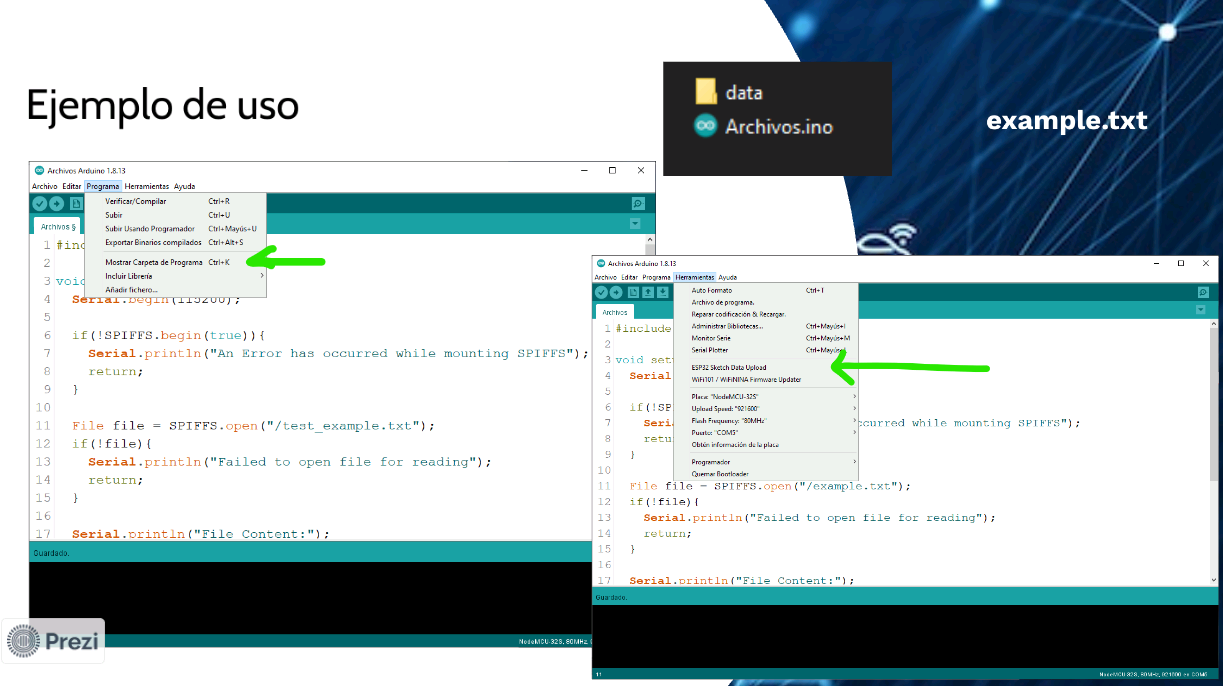 Ejemplo de uso
data
Archivos.ino
example.txt
Archivos Arduino 1.8.13
Archivo Editar Programa Herramientas Ayuda
Verificar/Compilar Ctrl+R
Subir Ctrl+U
Subir Usando Programador Ctrl+Mayús+U
Exportar Binarios compilados Ctrl+Alt+S
Mostrar Carpeta de Programa Ctrl+K
Incluir Librería
Añadir fichero...
Archivos §
1 #inc
2
3 void
4 Serial.begin(115200);
5
6 if(!SPIFFS.begin(true)){
7 Serial.println("An Error has occurred while mounting SPIFFS");
8 return;
9 }
10
11 File file = SPIFFS.open("/test_example.txt");
12 if(!file){
13 Serial.println("Failed to open file for reading");
14 return;
15 }
16
17 Serial.println("File Content:");
Guardado.
NodeMCU-32S, 80MHz,
Prezi
Archivos Arduino 1.8.13
Archivo Editar Programa Herramientas Ayuda
Auto Formato Ctrl+T
Archivo de programa.
Reparar codificación & Recargar.
Administrar Bibliotecas... Ctrl+Mayús+I
Monitor Serie Ctrl+Mayús+M
Serial Plotter Ctrl+Mayús+L
ESP32 Sketch Data Upload
WiFi101 / WiFiNINA Firmware Updater
Placa: "NodeMCU-32S"
Upload Speed: "921600"
Flash Frequency: "80MHz"
Puerto: "COM5"
Obtén información de la placa
Programador
Quemar Bootloader
Archivos
1 #include
2
3 void set
4 Serial
5
6 if(!SP
7 Seri ccurred while mounting SPIFFS");
8 retu
9 }
10
11 File file = SPIFFS.open("/example.txt");
12 if(!file){
13 Serial.println("Failed to open file for reading");
14 return;
15 }
16
17 Serial.println("File Content:");
Guardado.
11 NodeMCU-32S, 80MHz, 921600 en COM5